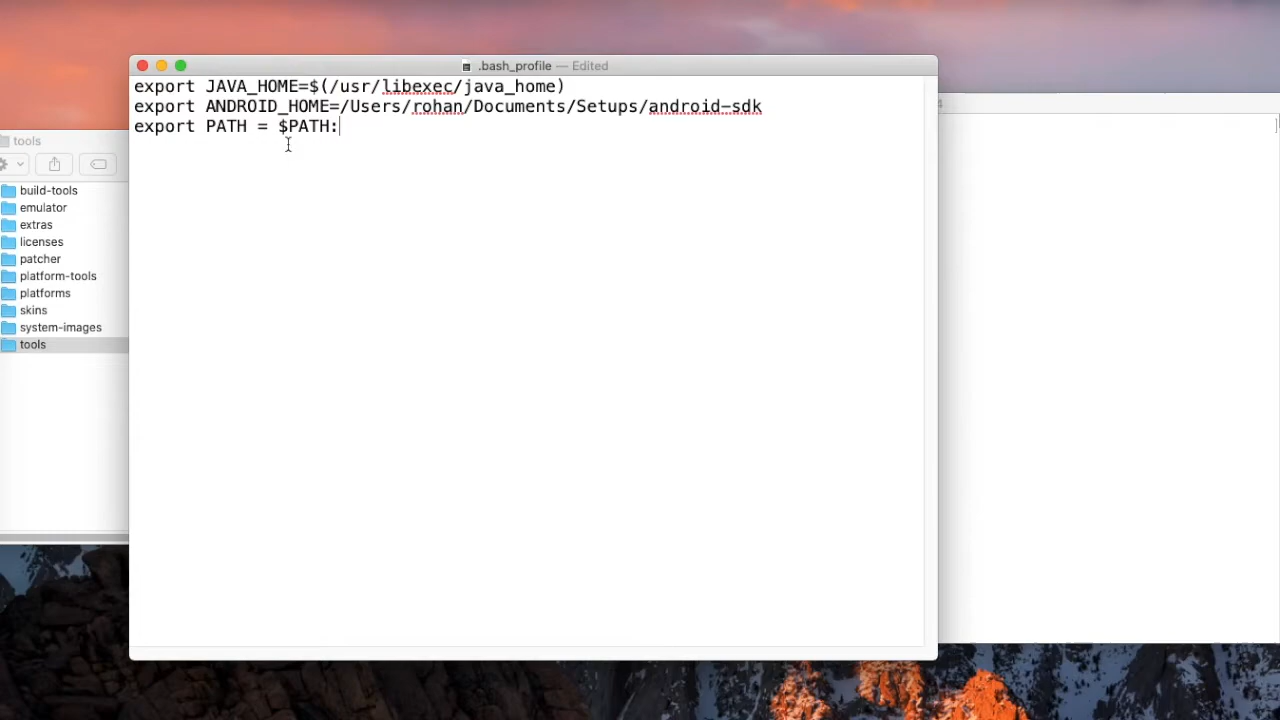 .bash_profile — Edited
export JAVA_HOME=$(/usr/libexec/java_home)
export ANDROID_HOME=/Users/rohan/Documents/Setups/android-sdk
export PATH = $PATH:
4
tools
build-tools
emulator
extras
licenses
patcher
platform-tools
platforms
skins
system-images
tools
]